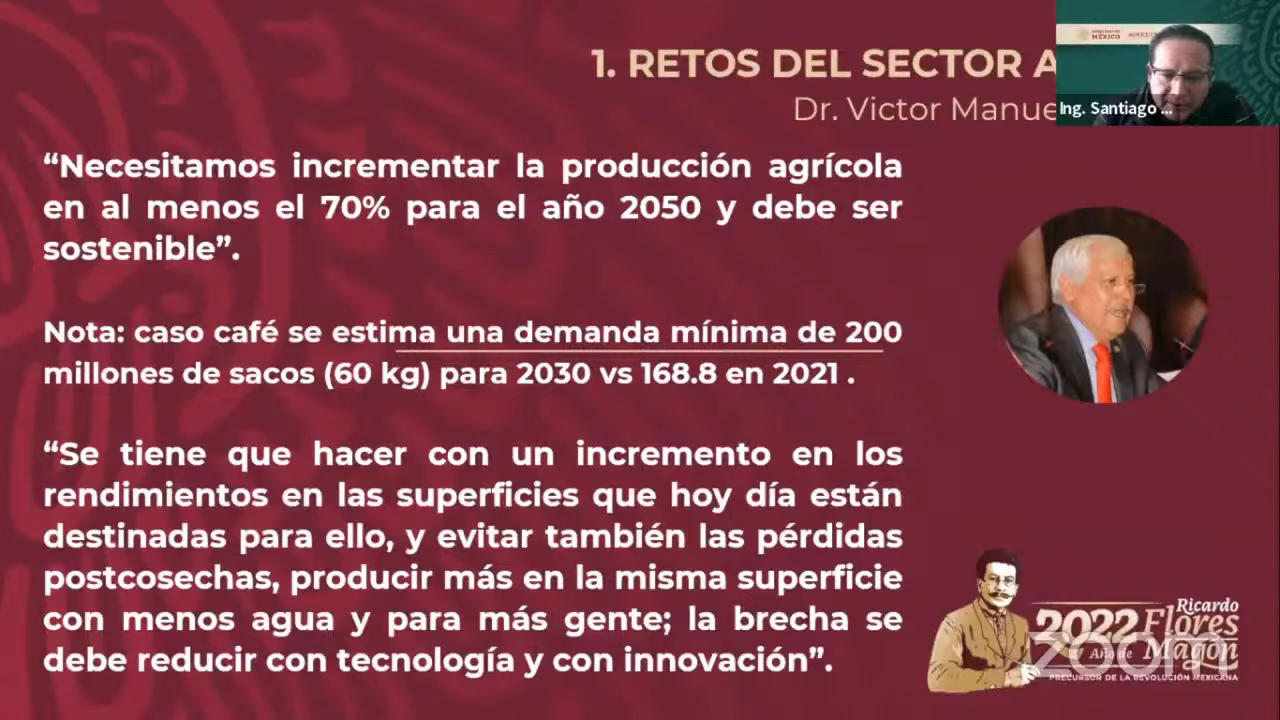 1. RETOS DEL SECTOR A
Dr. Victor Manue
GOBIERNO DE
MÉXICO
Ing. Santiago ...
“Necesitamos incrementar la producción agrícola
en al menos el 70% para el año 2050 y debe ser
sostenible”.
Nota: caso café se estima una demanda mínima de 200
millones de sacos (60 kg) para 2030 vs 168.8 en 2021 .
“Se tiene que hacer con un incremento en los
rendimientos en las superficies que hoy día están
destinadas para ello, y evitar también las pérdidas
postcosechas, producir más en la misma superficie
con menos agua y para más gente; la brecha se
debe reducir con tecnología y con innovación”.
2022 Ricardo
Flores
Año de Magón
PRECURSOR DE LA REVOLUCIÓN MEXICANA
zoom